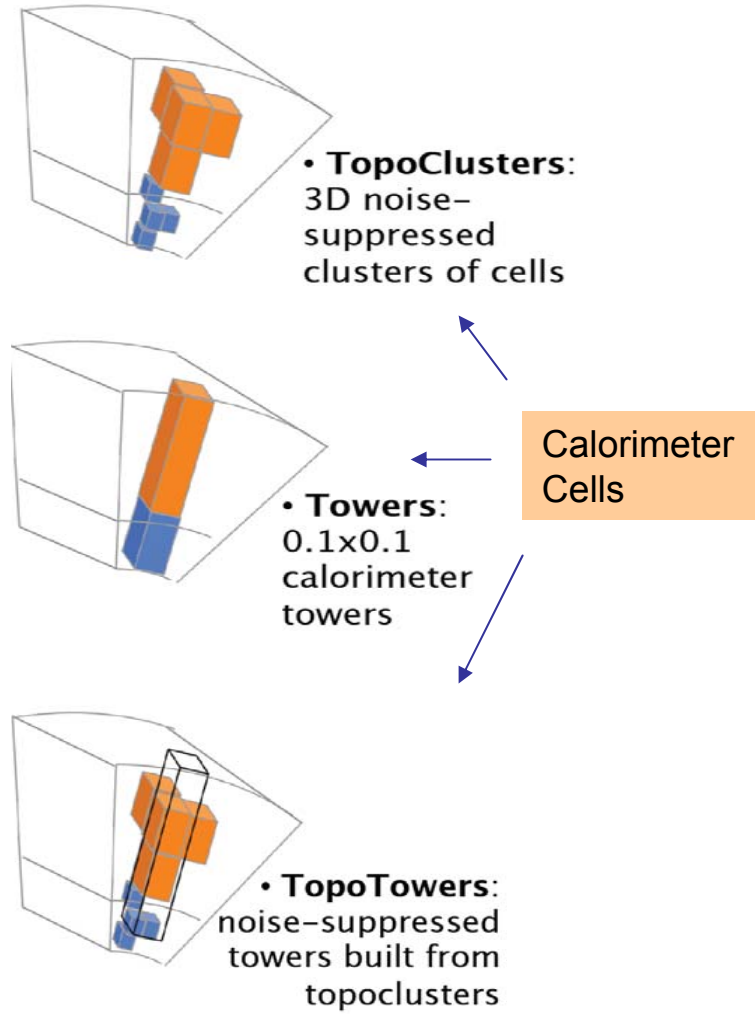 • TopoClusters:
3D noise-
suppressed
clusters of cells
Calorimeter
Cells
• Towers:
0.1x0.1
calorimeter
towers
• TopoTowers:
noise-suppressed
towers built from
topoclusters